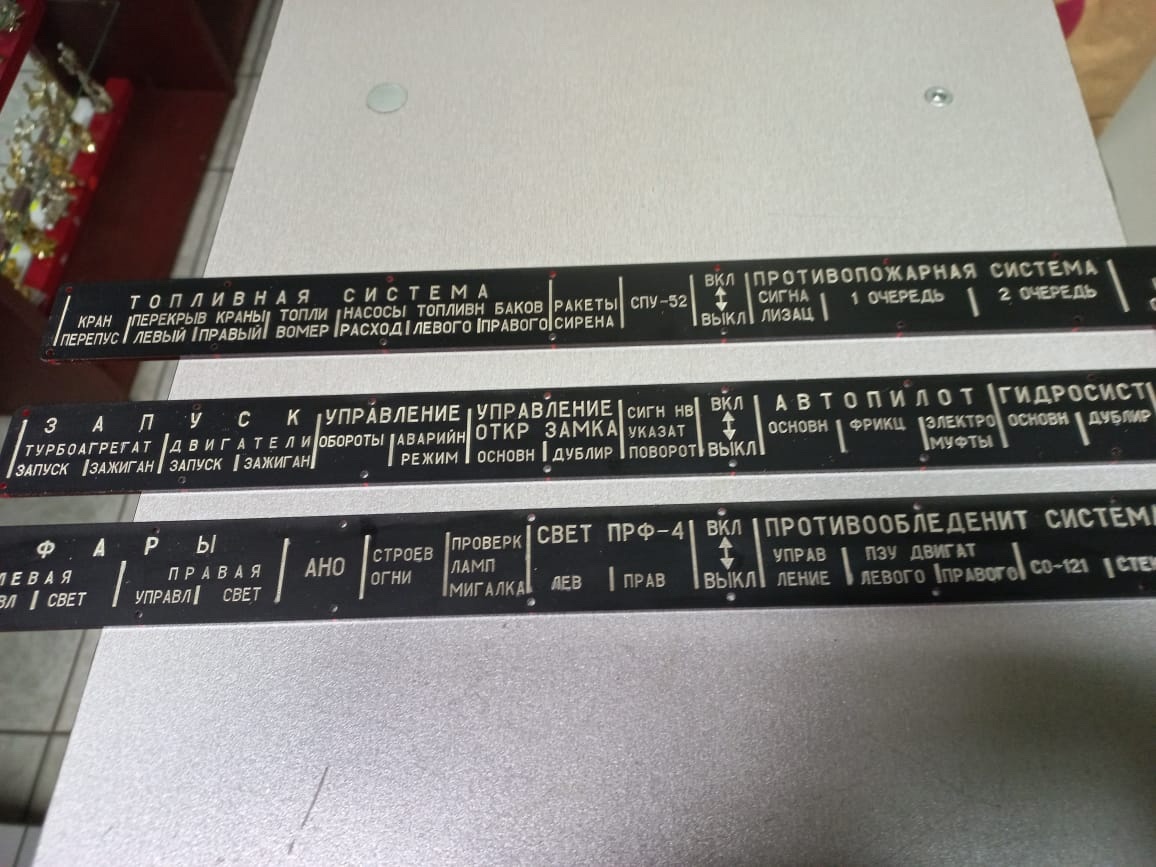 ТОПЛИВНАЯ СИСТЕМА
КРАН ПЕРЕПУС
ПЕРЕКРЫВ КРАНЫ
ЛЕВЫЙ ПРАВЫЙ
ТОПЛИ
ВОМЕР
НАСОСЫ ТОПЛИВН БАКОВ
РАСХОД ЛЕВОГО ПРАВОГО
РАКЕТЫ
СИРЕНА
СПУ-52
ВКЛ
ВЫКЛ
ПРОТИВОПОЖАРНАЯ СИСТЕМА
СИГНА
ЛИЗАЦ
1 ОЧЕРЕДЬ
2 ОЧЕРЕДЬ
ЗАПУСК
ТУРБОАГРЕГАТ
ЗАПУСК ЗАЖИГАН
ДВИГАТЕЛИ
ЗАПУСК ЗАЖИГАН
УПРАВЛЕНИЕ
ОБОРОТЫ
АВАРИЙН
РЕЖИМ
УПРАВЛЕНИЕ
ОТКР ЗАМКА
ОСНОВН ДУБЛИР
СИГН НВ
УКАЗАТ
ПОВОРОТ
ВКЛ
ВЫКЛ
АВТОПИЛОТ
ОСНОВН
ФРИКЦ
ЭЛЕКТРО
МУФТЫ
ГИДРОСИСТ
ОСНОВН ДУБЛИР
ФАРЫ
ЛЕВАЯ
ВЛ СВЕТ
ПРАВАЯ
УПРАВЛ СВЕТ
АНО
СТРОЕВ
ОГНИ
ПРОВЕРК
ЛАМП
МИГАЛКА
СВЕТ ПРФ-4
ЛЕВ ПРАВ
ВКЛ
ВЫКЛ
ПРОТИВООБЛЕДЕНИТ СИСТЕМ
УПРАВ
ЛЕНИЕ
ПЗУ ДВИГАТ
ЛЕВОГО ПРАВОГО
СО-121
СТЕК